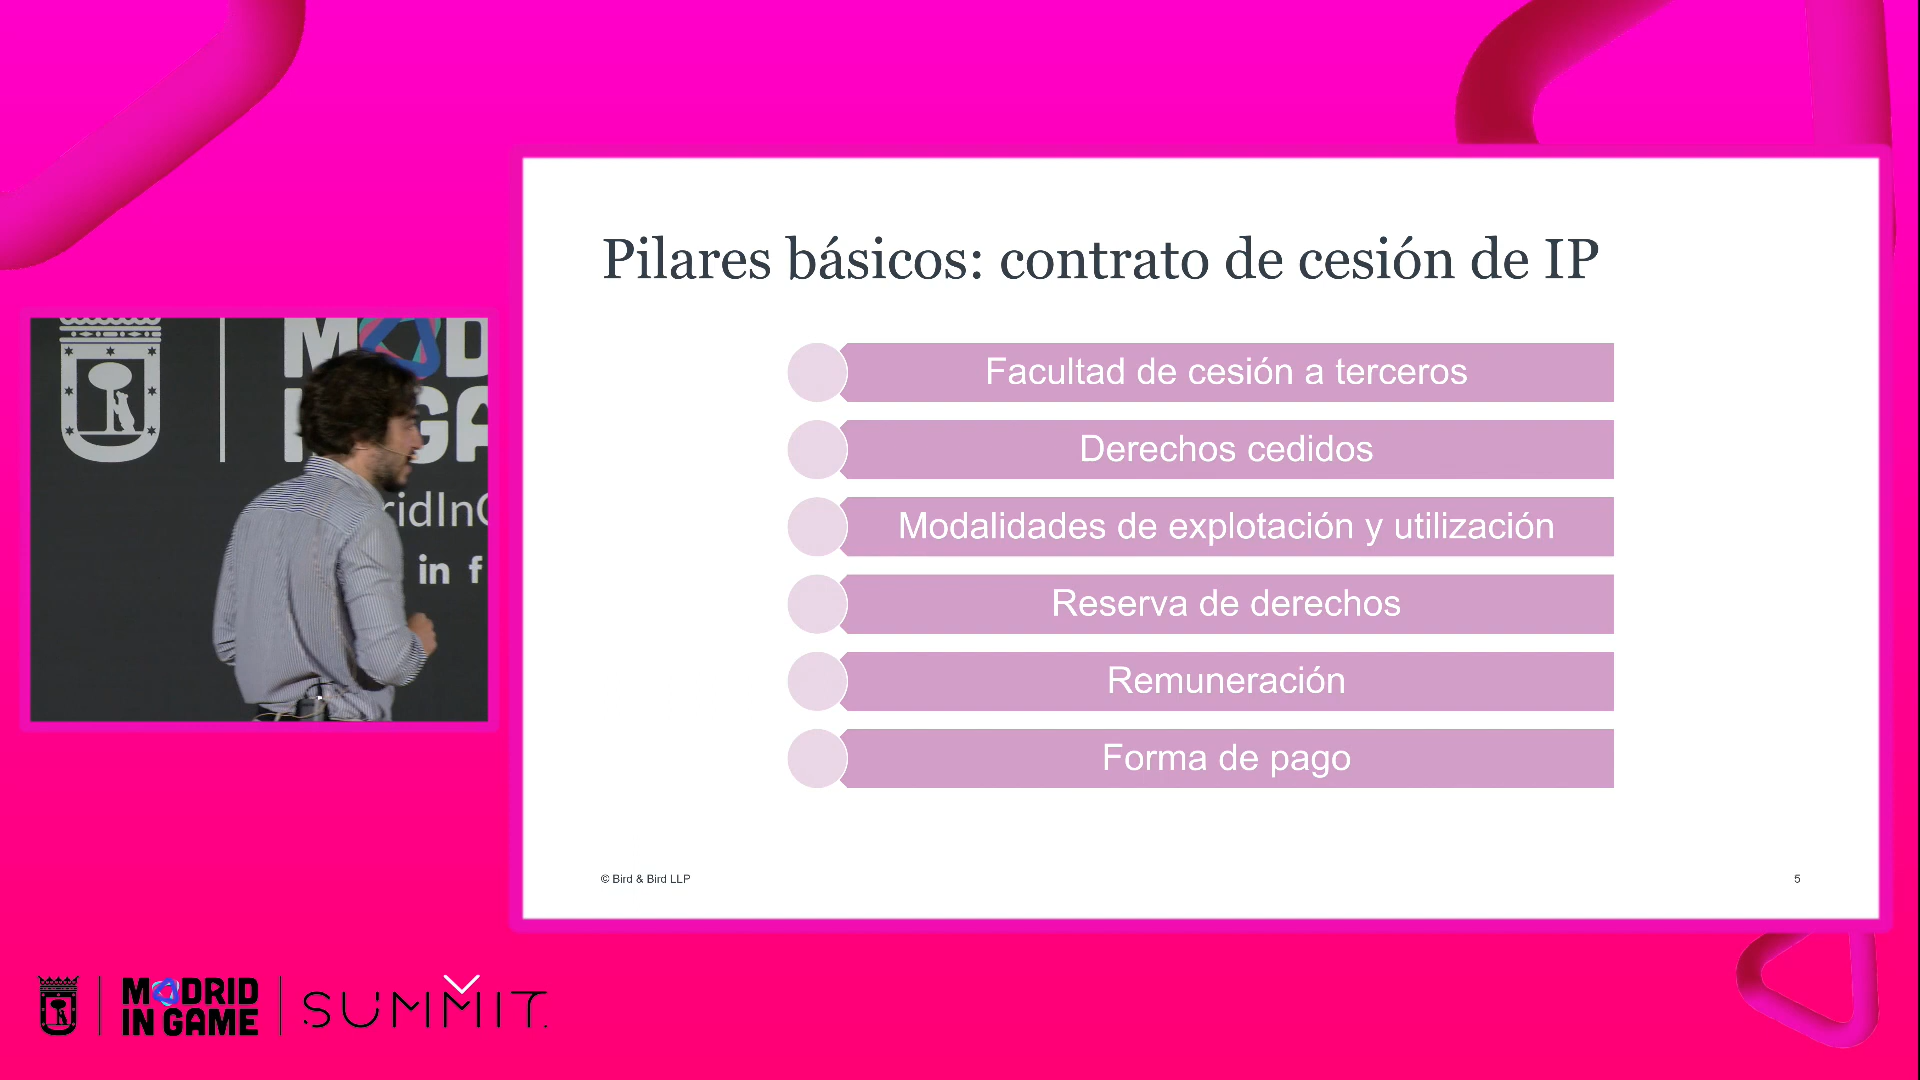 Pilares básicos: contrato de cesión de IP
Facultad de cesión a terceros
Derechos cedidos
Modalidades de explotación y utilización
Reserva de derechos
Remuneración
Forma de pago
© Bird & Bird LLP
5
MADRID
IN GAME
SUMMIT
in f